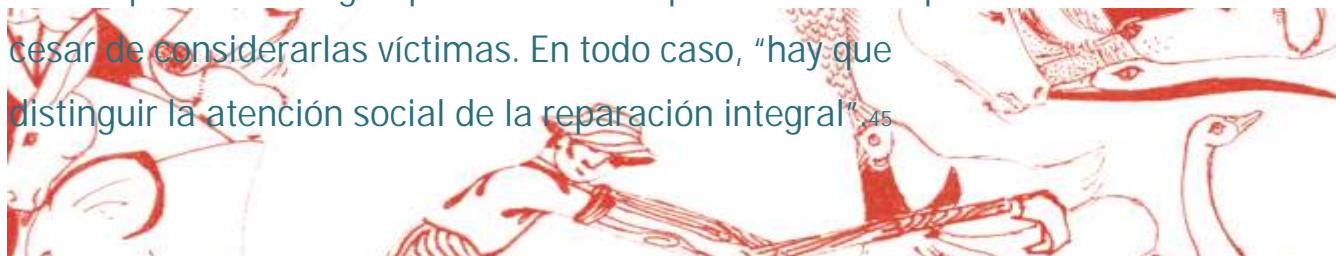 cesar de considerarlas víctimas. En todo caso, “hay que
distinguir la atención social de la reparación integral”.45